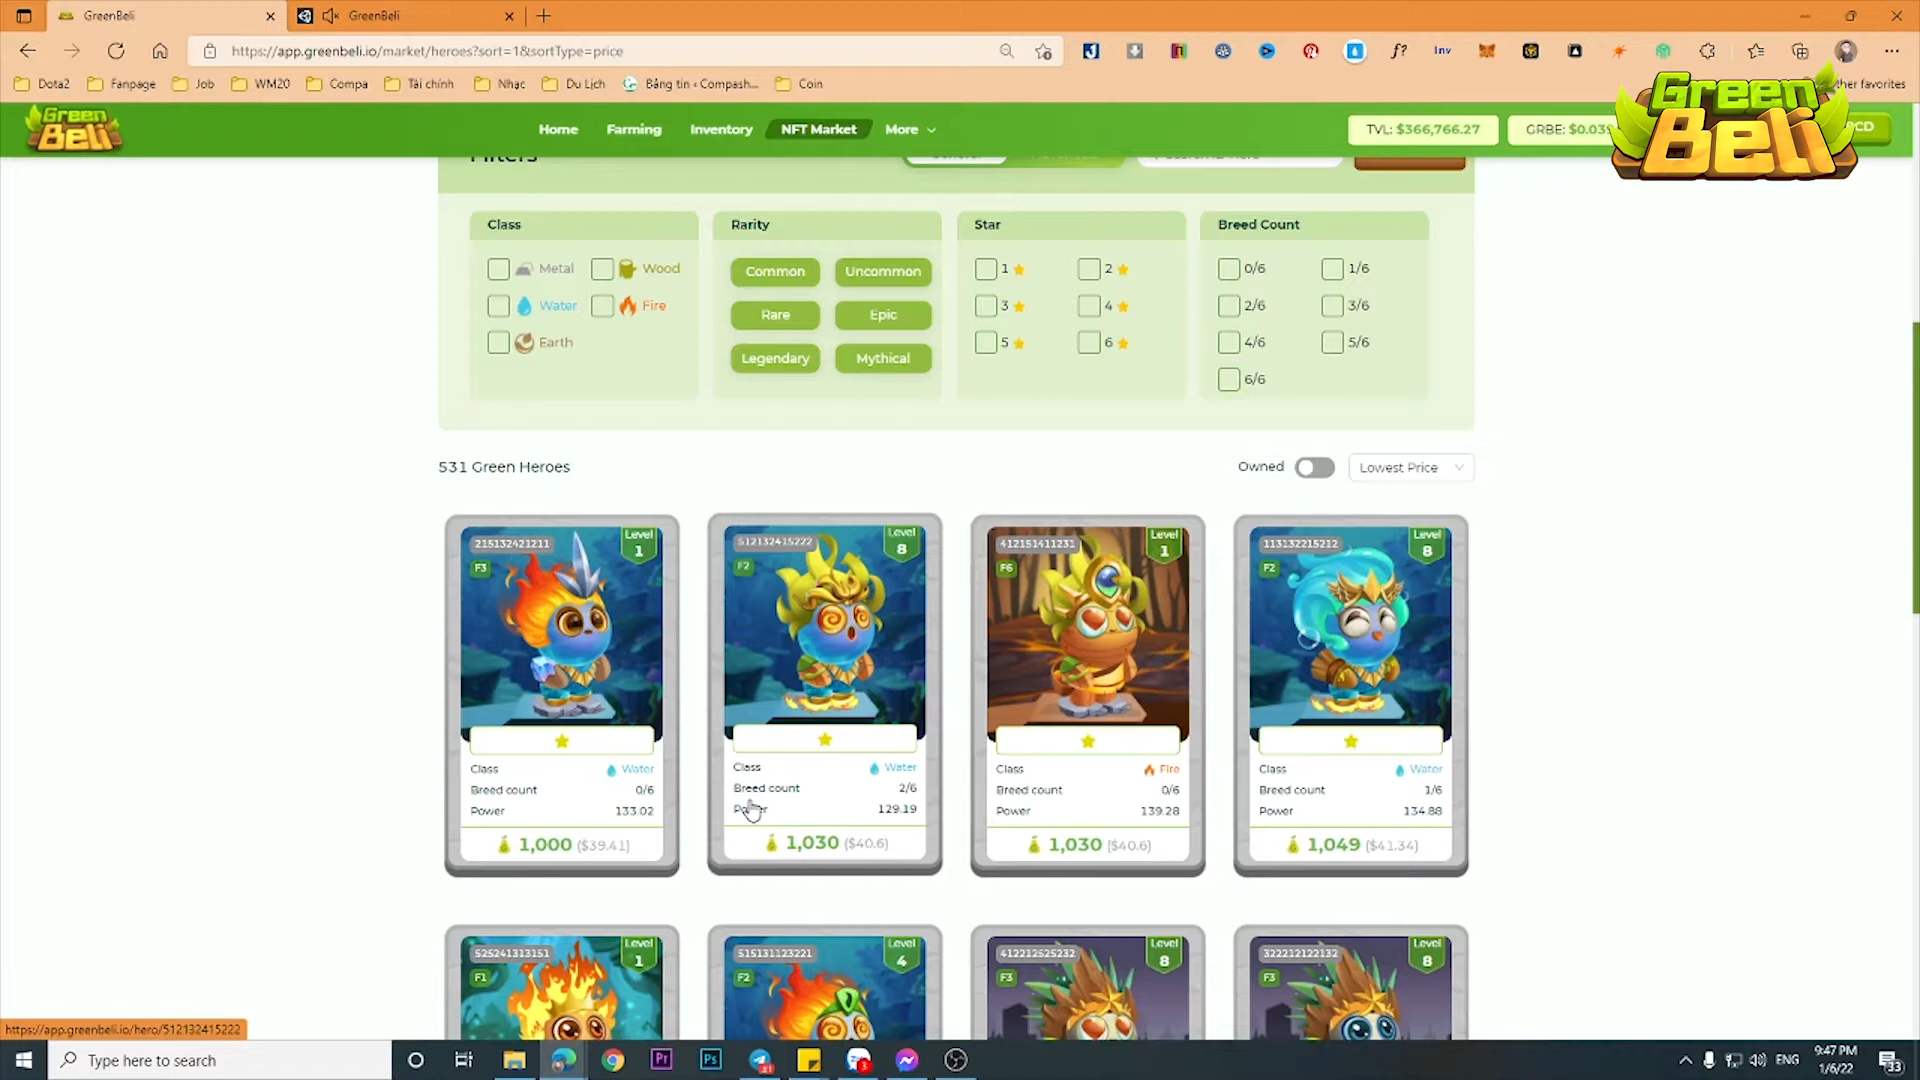 GreenBeli
GreenBeli
https://app.greenbeli.io/market/heroes?sort=1&sortType=price
Dota2
Fanpage
Job
WM20
Compa
Tài chính
Nhạc
Du Lịch
Bảng tin ‹ Compash...
Coin
her favorites
Green Beli
Home
Farming
Inventory
NFT Market
More
TVL: $366,766.27
GRBE: $0.039
Green Beli
Filters
Class
Rarity
Star
Breed Count
Metal
Wood
Water
Fire
Earth
Common
Uncommon
Rare
Epic
Legendary
Mythical
1
2
3
4
5
6
0/6
1/6
2/6
3/6
4/6
5/6
6/6
531 Green Heroes
Owned
Lowest Price
215132421211
Level 1
F3
Class Water
Breed count 0/6
Power 133.02
1,000 ($39.41)
512132415222
Level 8
F2
Class Water
Breed count 2/6
Power 129.19
1,030 ($40.6)
412151411231
Level 1
F6
Class Fire
Breed count 0/6
Power 139.28
1,030 ($40.6)
113132215212
Level 8
F2
Class Water
Breed count 1/6
Power 134.88
1,049 ($41.34)
525241313151
Level 1
F1
515131123221
Level 4
F2
412212525232
Level 8
F3
322212122132
Level 8
F3
https://app.greenbeli.io/hero/512132415222
Type here to search
ENG
9:47 PM
1/6/22